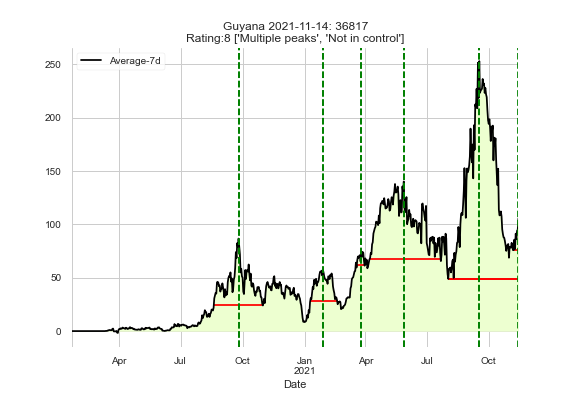 Guyana 2021-11-14: 36817
Rating:8 ['Multiple peaks', 'Not in control']
Average-7d
250
200
150
100
50
0
Apr
Jul
Oct
Jan
2021
Apr
Jul
Oct
Date